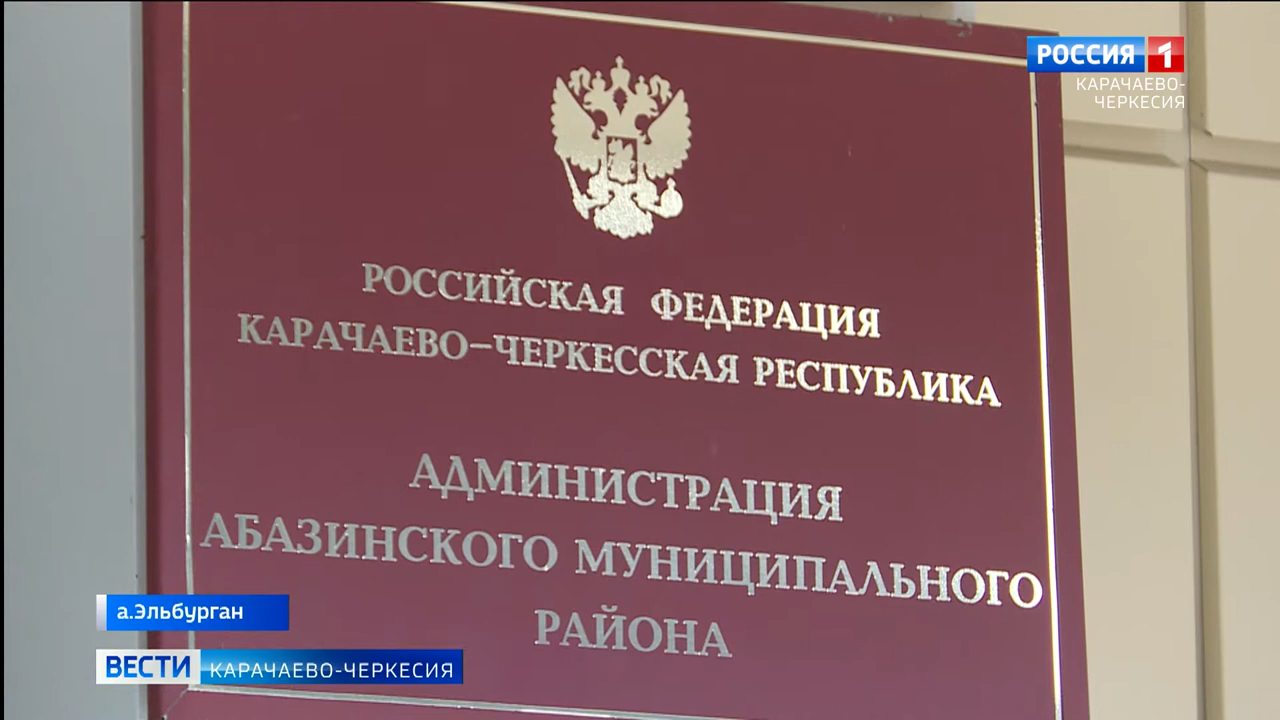 РОССИЯ 1
КАРАЧАЕВО-
ЧЕРКЕСИЯ
РОССИЙСКАЯ ФЕДЕРАЦИЯ
КАРАЧАЕВО-ЧЕРКЕССКАЯ РЕСПУБЛИКА
АДМИНИСТРАЦИЯ
АБАЗИНСКОГО МУНИЦИПАЛЬНОГО
РАЙОНА
а.Эльбурган
ВЕСТИ КАРАЧАЕВО-ЧЕРКЕСИЯ